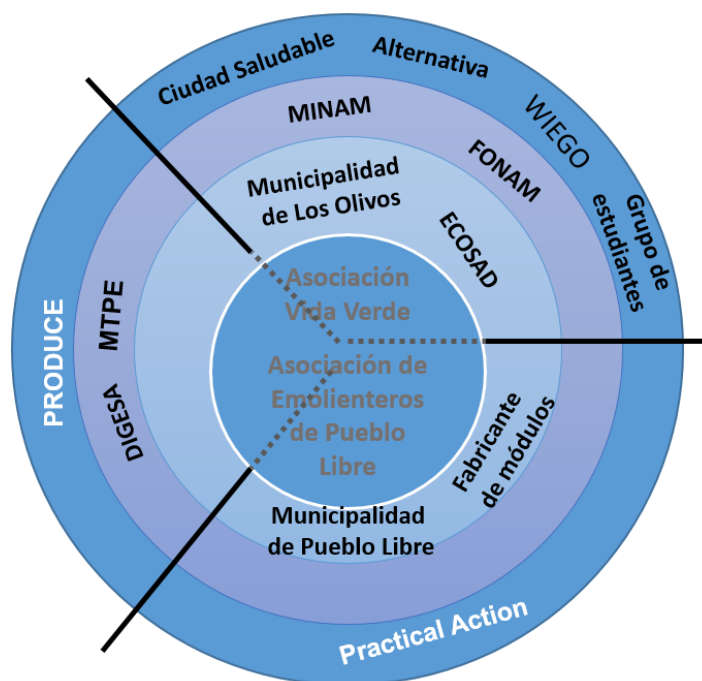 Ciudad Saludable
Alternativa
WIEGO
Grupo de
estudiantes
MINAM
FONAM
Municipalidad
de Los Olivos
ECOSAD
Asociación
Vida Verde
PRODUCE
MTPE
DIGESA
Asociación de
Emolienteros
de Pueblo
Libre
Fabricante
de módulos
Municipalidad
de Pueblo Libre
Practical Action